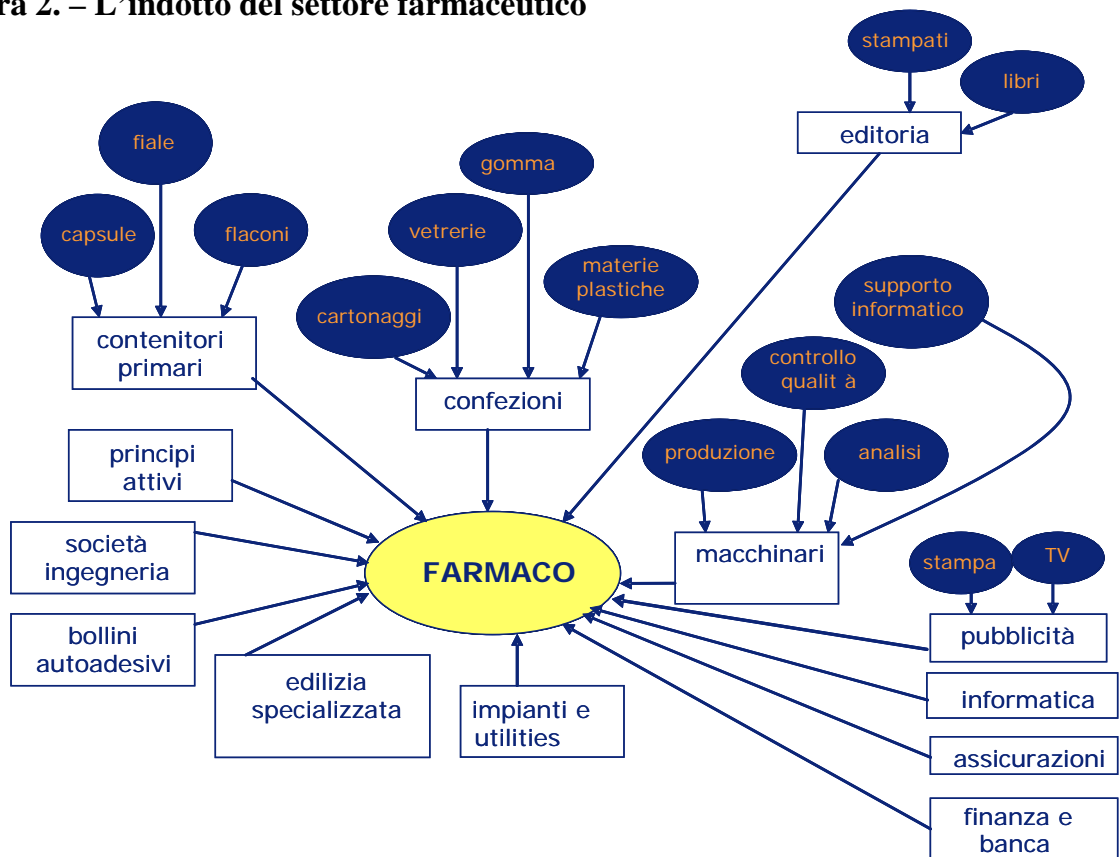 ra 2. – L’indotto del settore farmaceutico
stampati
libri
editoria
fiale
gomma
capsule
flaconi
vetrerie
materie
plastiche
cartonaggi
supporto
informatico
contenitori
primari
controllo
qualit à
confezioni
produzione
analisi
principi
attivi
società
ingegneria
FARMACO
macchinari
stampa
TV
bollini
autoadesivi
pubblicità
edilizia
specializzata
impianti e
utilities
informatica
assicurazioni
finanza e
banca